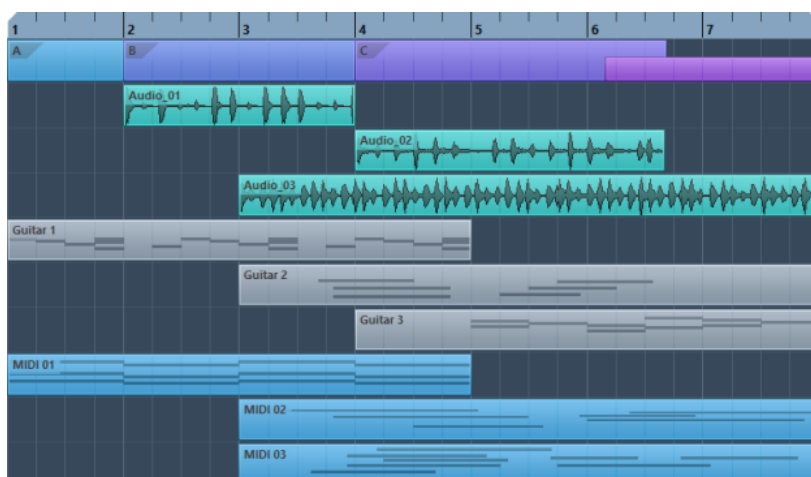 1 2 3 4 5 6 7
A B C
Audio_01
Audio_02
Audio_03
Guitar 1
Guitar 2
Guitar 3
MIDI 01
MIDI 02
MIDI 03